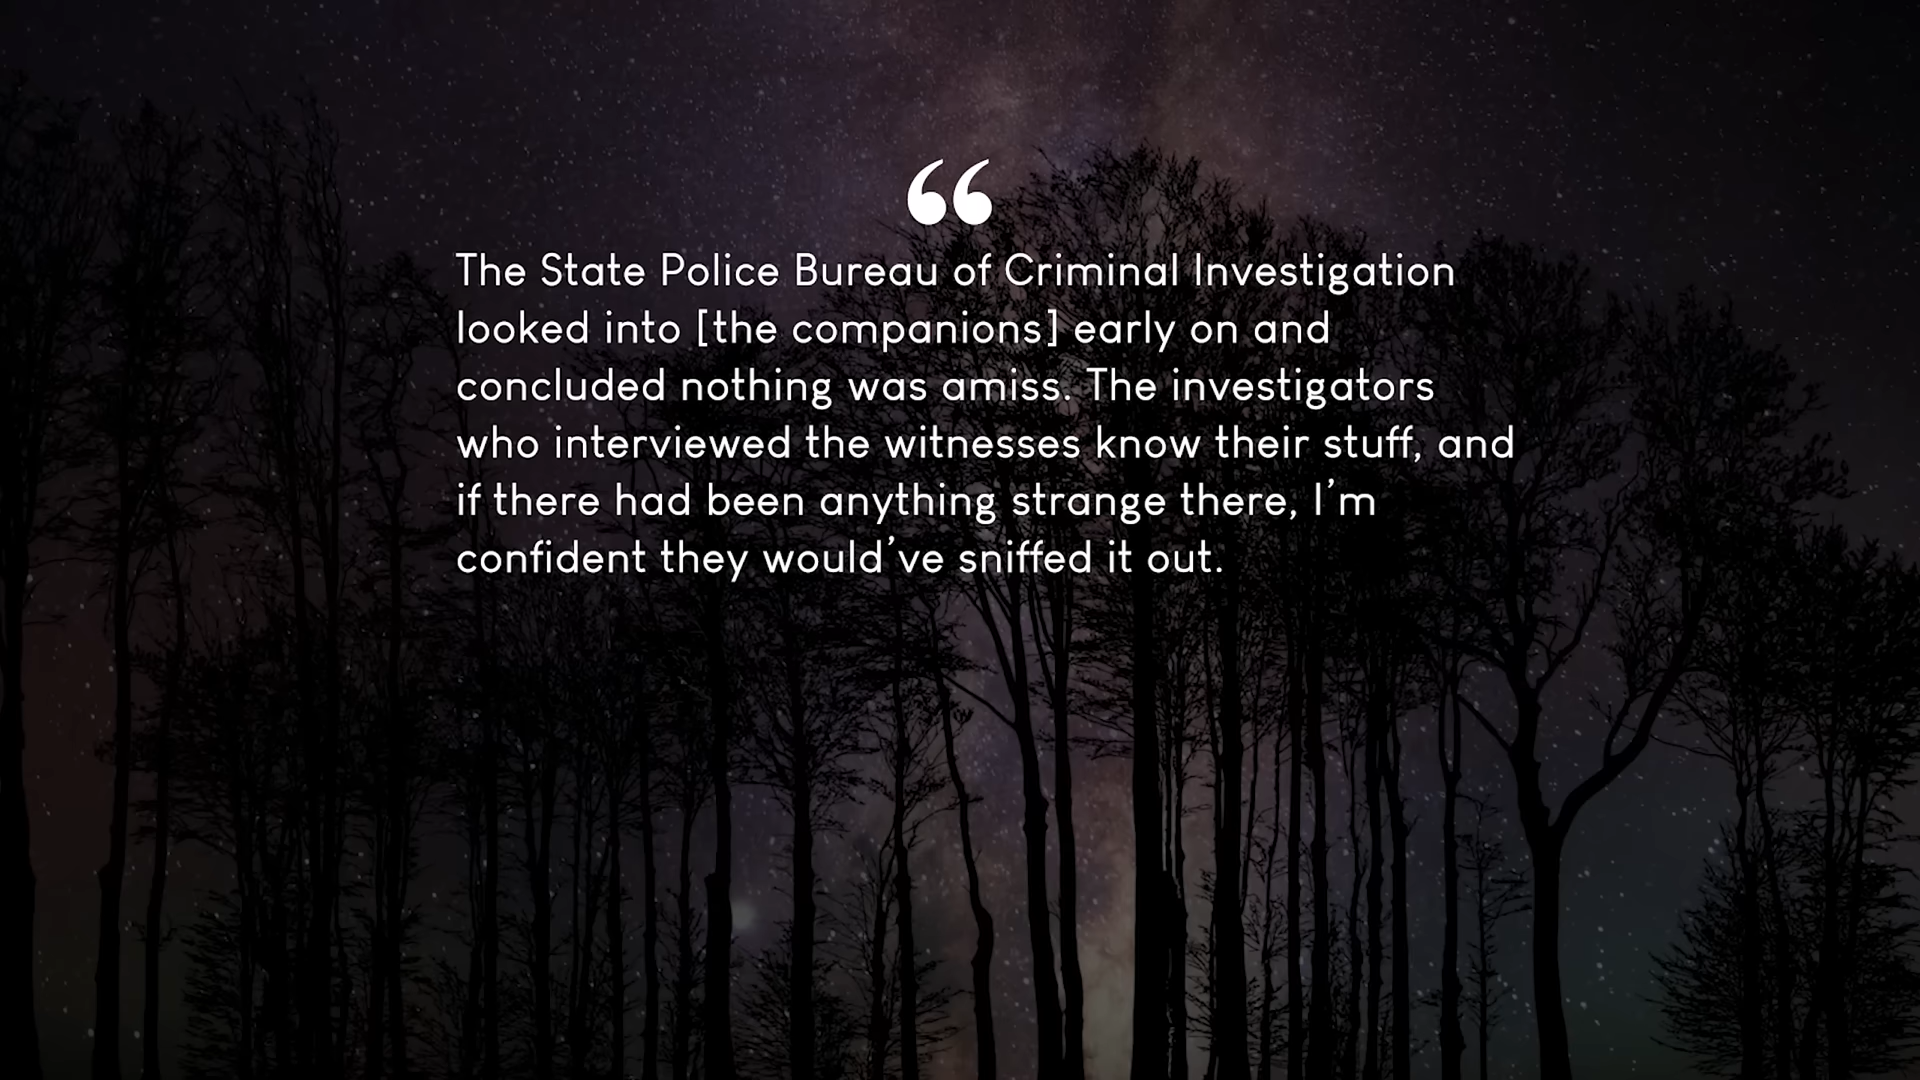 “
The State Police Bureau of Criminal Investigation
looked into [the companions] early on and
concluded nothing was amiss. The investigators
who interviewed the witnesses know their stuff, and
if there had been anything strange there, I’m
confident they would’ve sniffed it out.